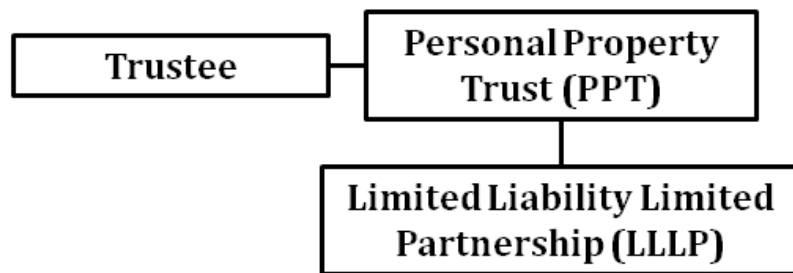 Trustee
Personal Property
Trust (PPT)
Limited Liability Limited
Partnership (LLLP)